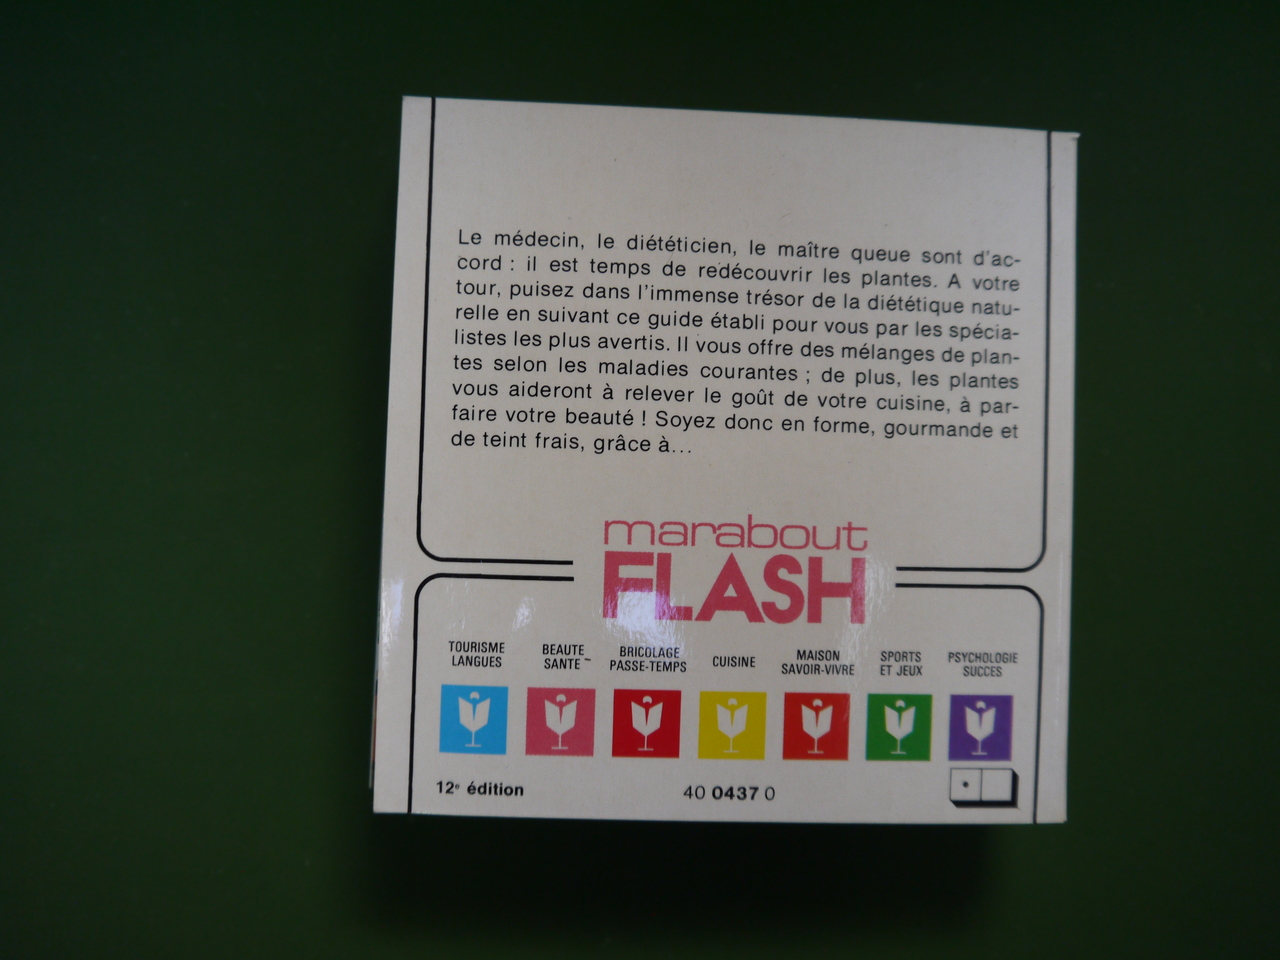 Le médecin, le diététicien, le maître queue sont d'ac-
cord : il est temps de redécouvrir les plantes. A votre
tour, puisez dans l'immense trésor de la diététique natu-
relle en suivant ce guide établi pour vous par les spécia-
listes les plus avertis. Il vous offre des mélanges de plan-
tes selon les maladies courantes ; de plus, les plantes
vous aideront à relever le goût de votre cuisine, à par-
faire votre beauté ! Soyez donc en forme, gourmande et
de teint frais, grâce à...
marabout
FLASH
TOURISME
LANGUES
BEAUTE
SANTE
BRICOLAGE
PASSE-TEMPS
CUISINE
MAISON
SAVOIR-VIVRE
SPORTS
ET JEUX
PSYCHOLOGIE
SUCCES
12e édition
40 0437 0